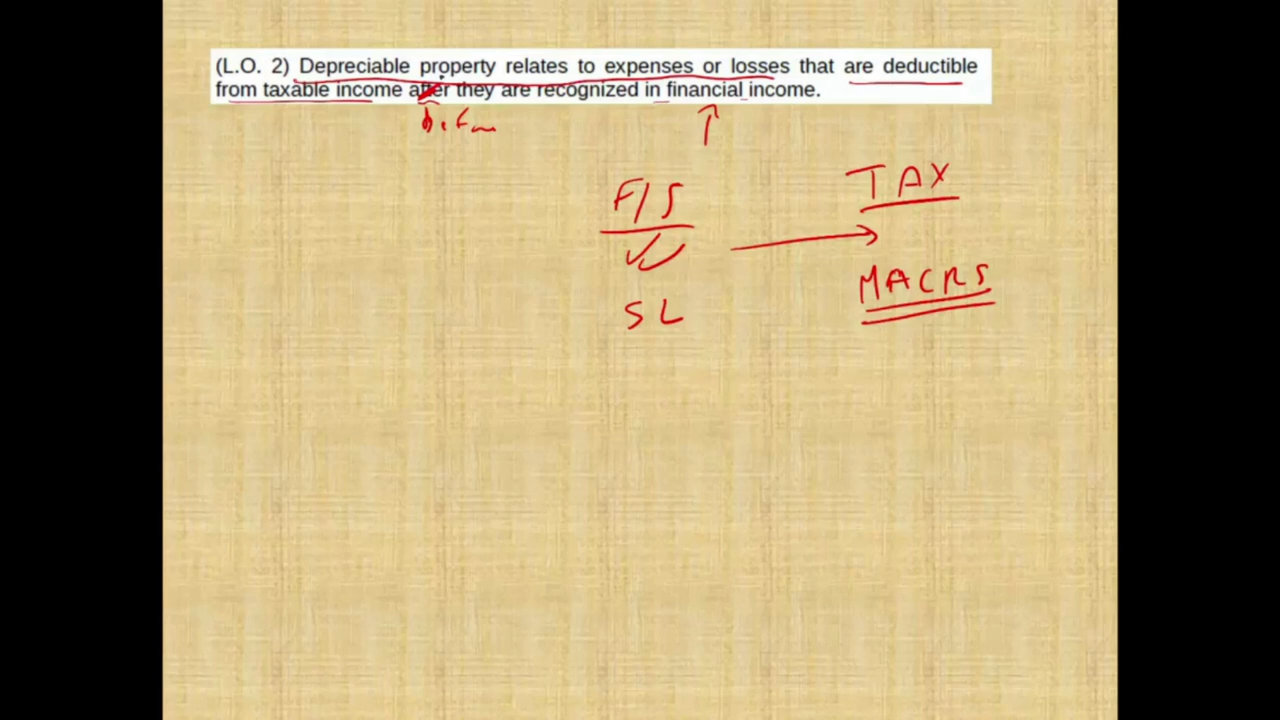 (L.O. 2) Depreciable property relates to expenses or losses that are deductible
from taxable income after they are recognized in financial income.
F/S TAX
SL MACRS